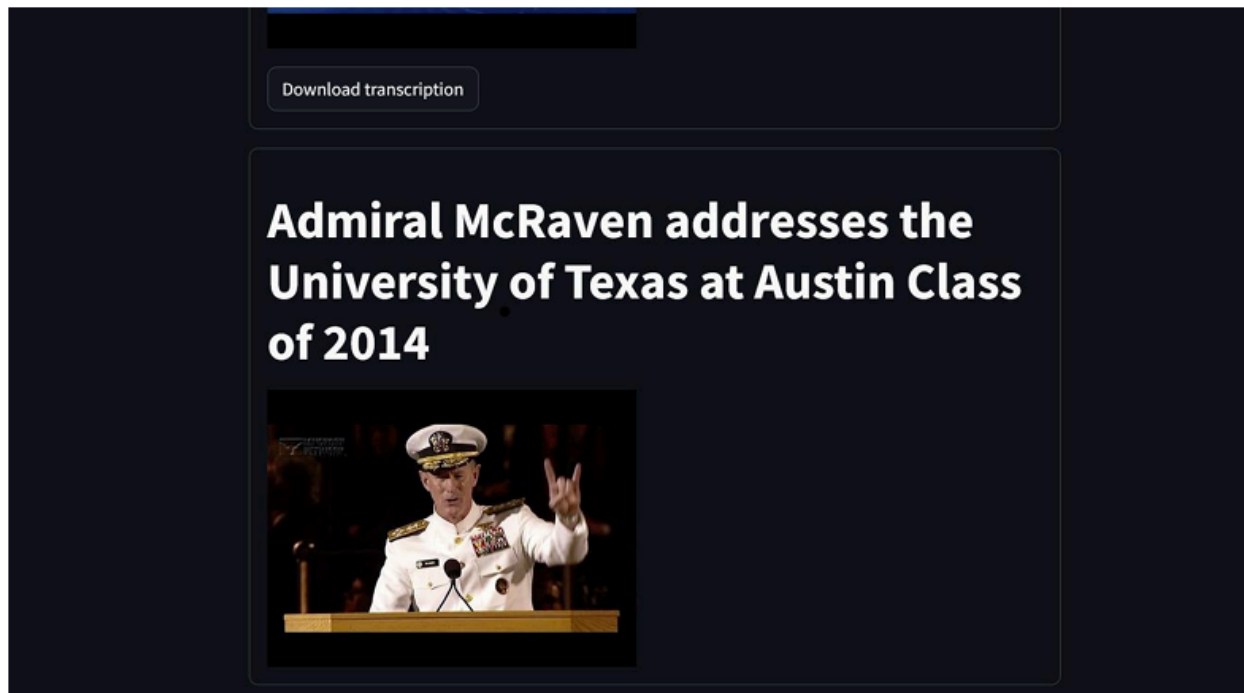 Download transcription
Admiral McRaven addresses the
University of Texas at Austin Class
of 2014